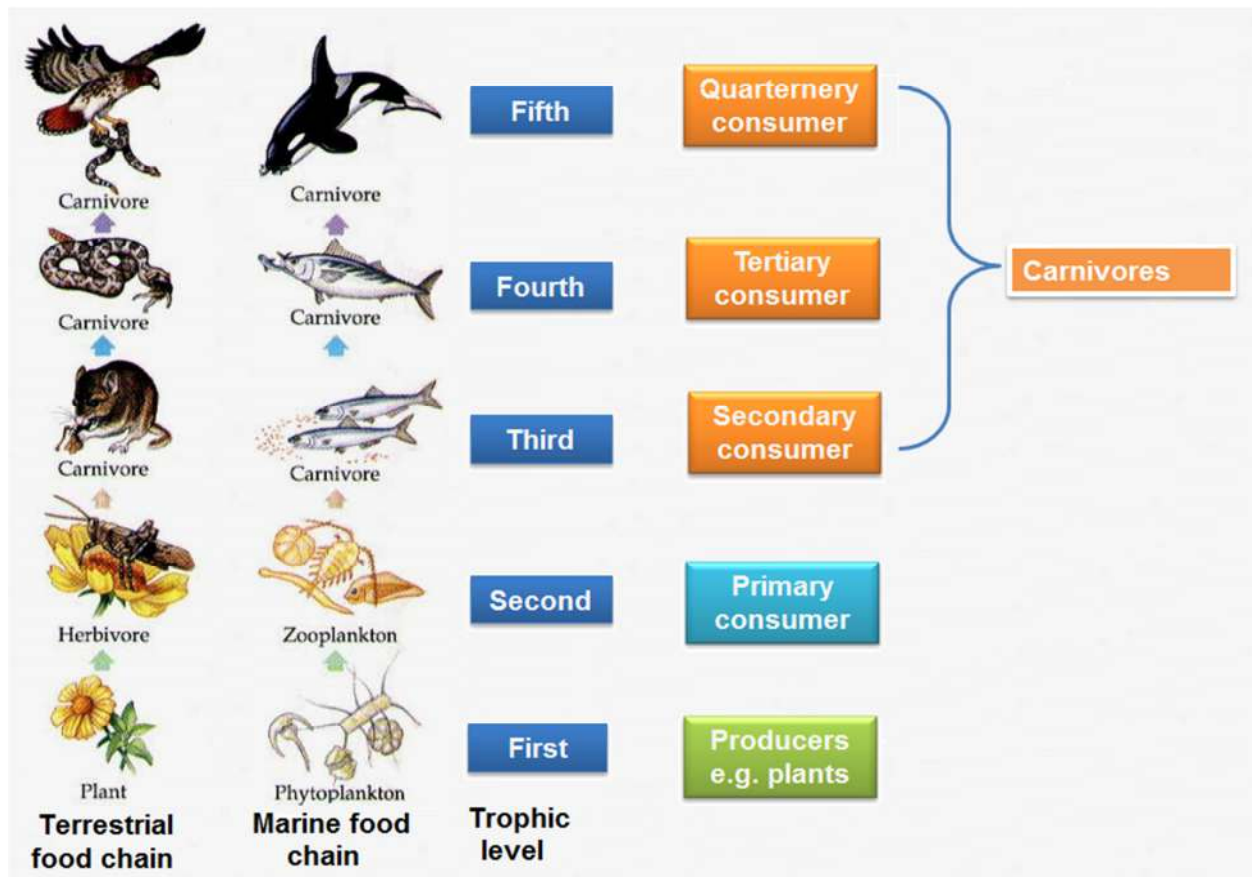 Fifth
Quarternery
consumer
Carnivore
Carnivore
Fourth
Tertiary
consumer
Carnivores
Carnivore
Carnivore
Third
Secondary
consumer
Carnivore
Carnivore
Second
Primary
consumer
Herbivore
Zooplankton
First
Producers
e.g. plants
Plant
Phytoplankton
Terrestrial
food chain
Marine food
chain
Trophic
level